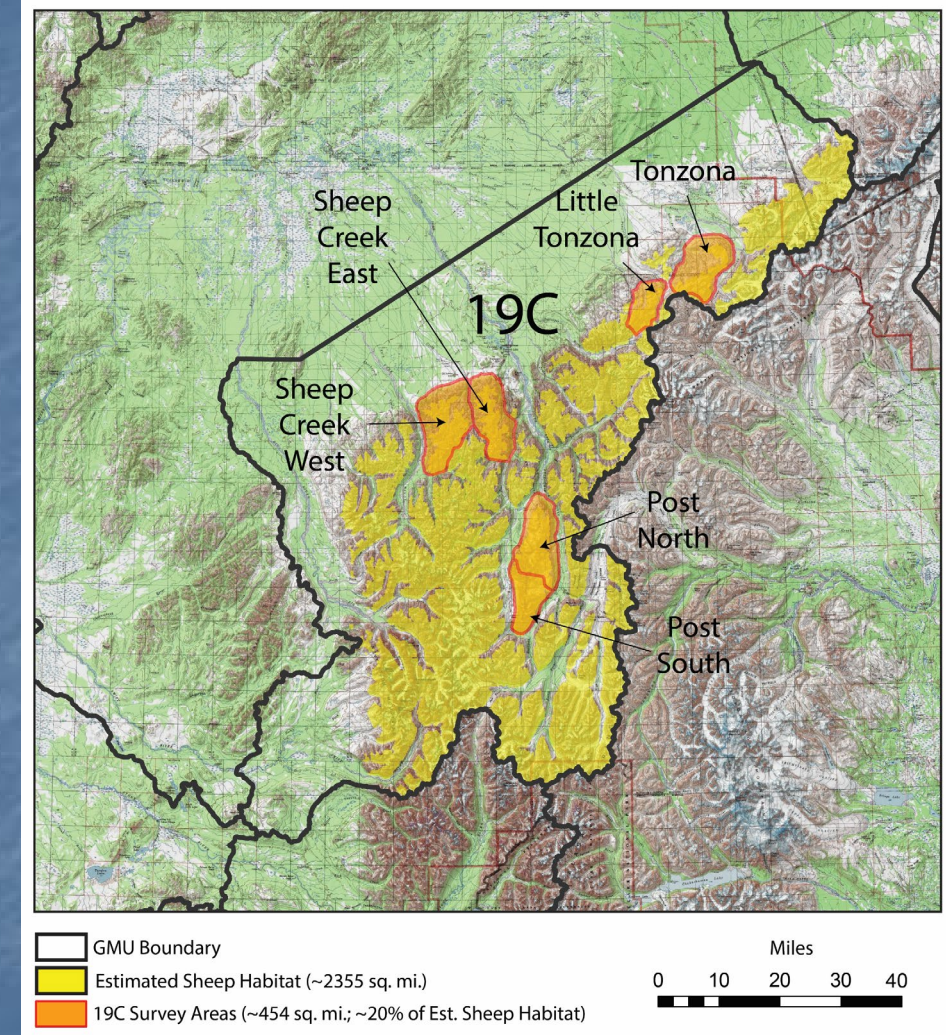 Tonzona
Little
Tonzona
Sheep
Creek
East
19C
Sheep
Creek
West
Post
North
Post
South
GMU Boundary
Estimated Sheep Habitat (~2355 sq. mi.)
19C Survey Areas (~454 sq. mi.; ~20% of Est. Sheep Habitat)
Miles
0 10 20 30 40